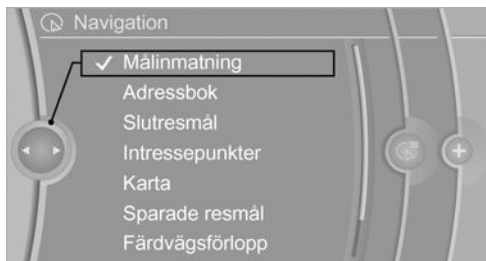 Navigation
Målinmatning
Adressbok
Slutresmål
Intressepunkter
Karta
Sparade resmål
Färdvägsförlopp